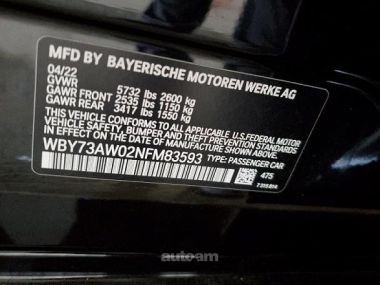 MFD BY BAYERISCHE MOTOREN WERKE AG
04/22
GVWR 5732 lbs 2600 kg
GAWR FRONT 2535 lbs 1150 kg
GAWR REAR 3417 lbs 1550 kg
THIS VEHICLE CONFORMS TO ALL APPLICABLE U.S.FEDERAL MOTOR
VEHICLE SAFETY, BUMPER AND THEFT PREVENTION STANDARDS
IN EFFECT ON THE DATE OF MANUFACTURE SHOWN ABOVE.
WBY73AW02NFM83593 TYPE: PASSENGER CAR
475
autoam